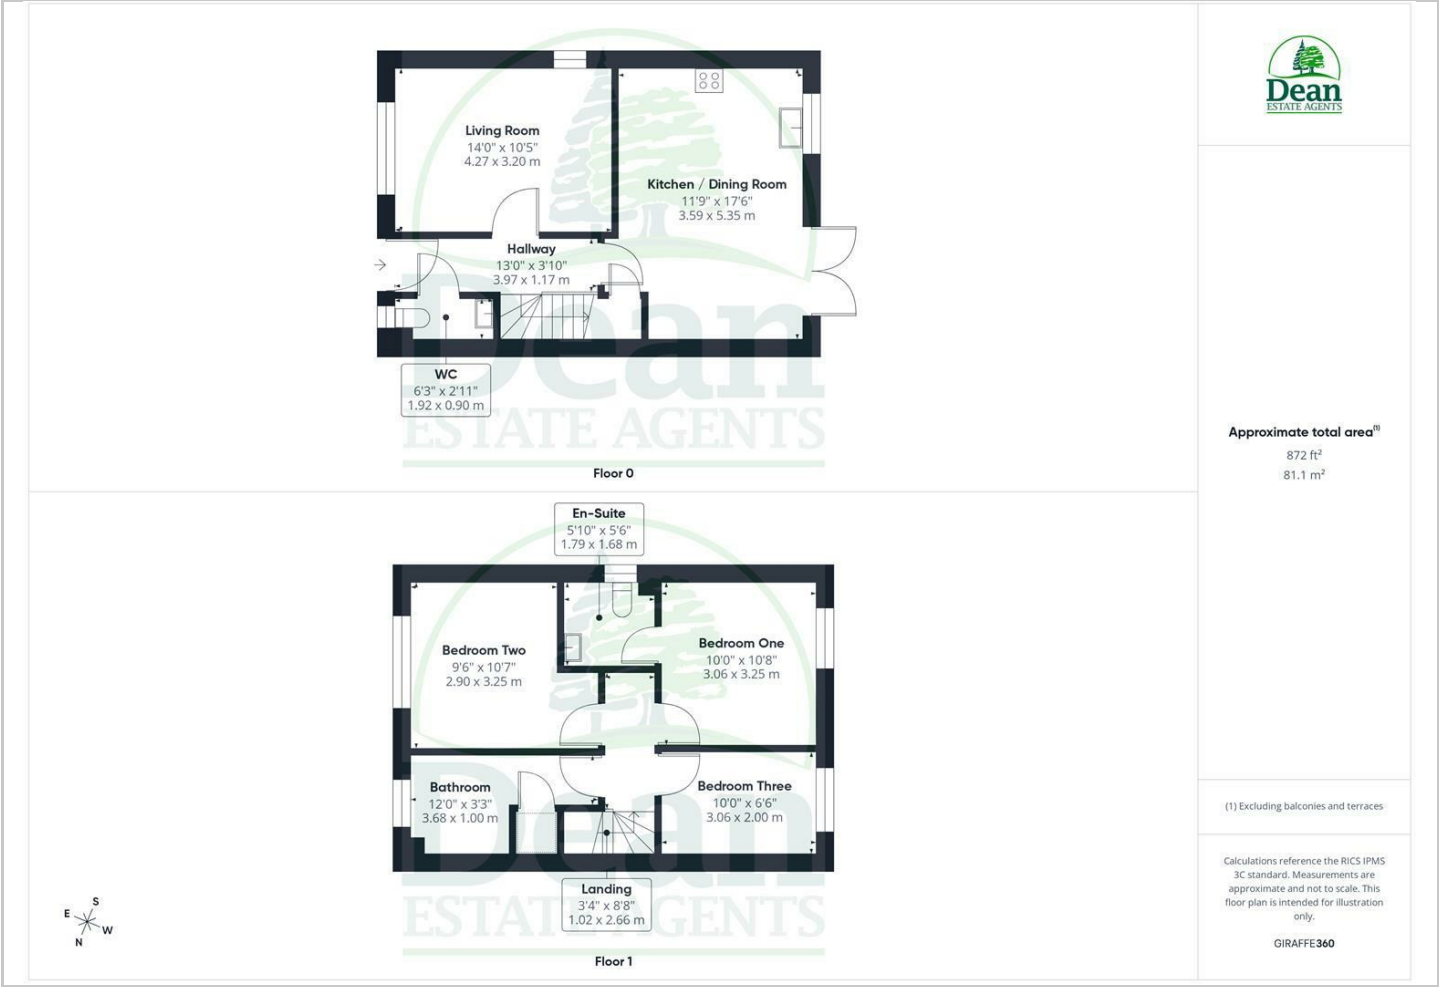 Living Room
14'0" x 10'5"
4.27 x 3.20 m
Kitchen / Dining Room
11'9" x 17'6"
3.59 x 5.35 m
Hallway
13'0" x 3'10"
3.97 x 1.17 m
WC
6'3" x 2'11"
1.92 x 0.90 m
Dean
ESTATE AGENTS
Floor 0
En-Suite
5'10" x 5'6"
1.79 x 1.68 m
Bedroom Two
9'6" x 10'7"
2.90 x 3.25 m
Bedroom One
10'0" x 10'8"
3.06 x 3.25 m
Bathroom
12'0" x 3'3"
3.68 x 1.00 m
Bedroom Three
10'0" x 6'6"
3.06 x 2.00 m
Landing
3'4" x 8'8"
1.02 x 2.66 m
Dean
ESTATE AGENTS
Floor 1
S
E
W
N
Dean
ESTATE AGENTS
Approximate total area(1)
872 ft²
81.1 m²
(1) Excluding balconies and terraces
Calculations reference the RICS IPMS
3C standard. Measurements are
approximate and not to scale. This
floor plan is intended for illustration
only.
GIRAFFE360